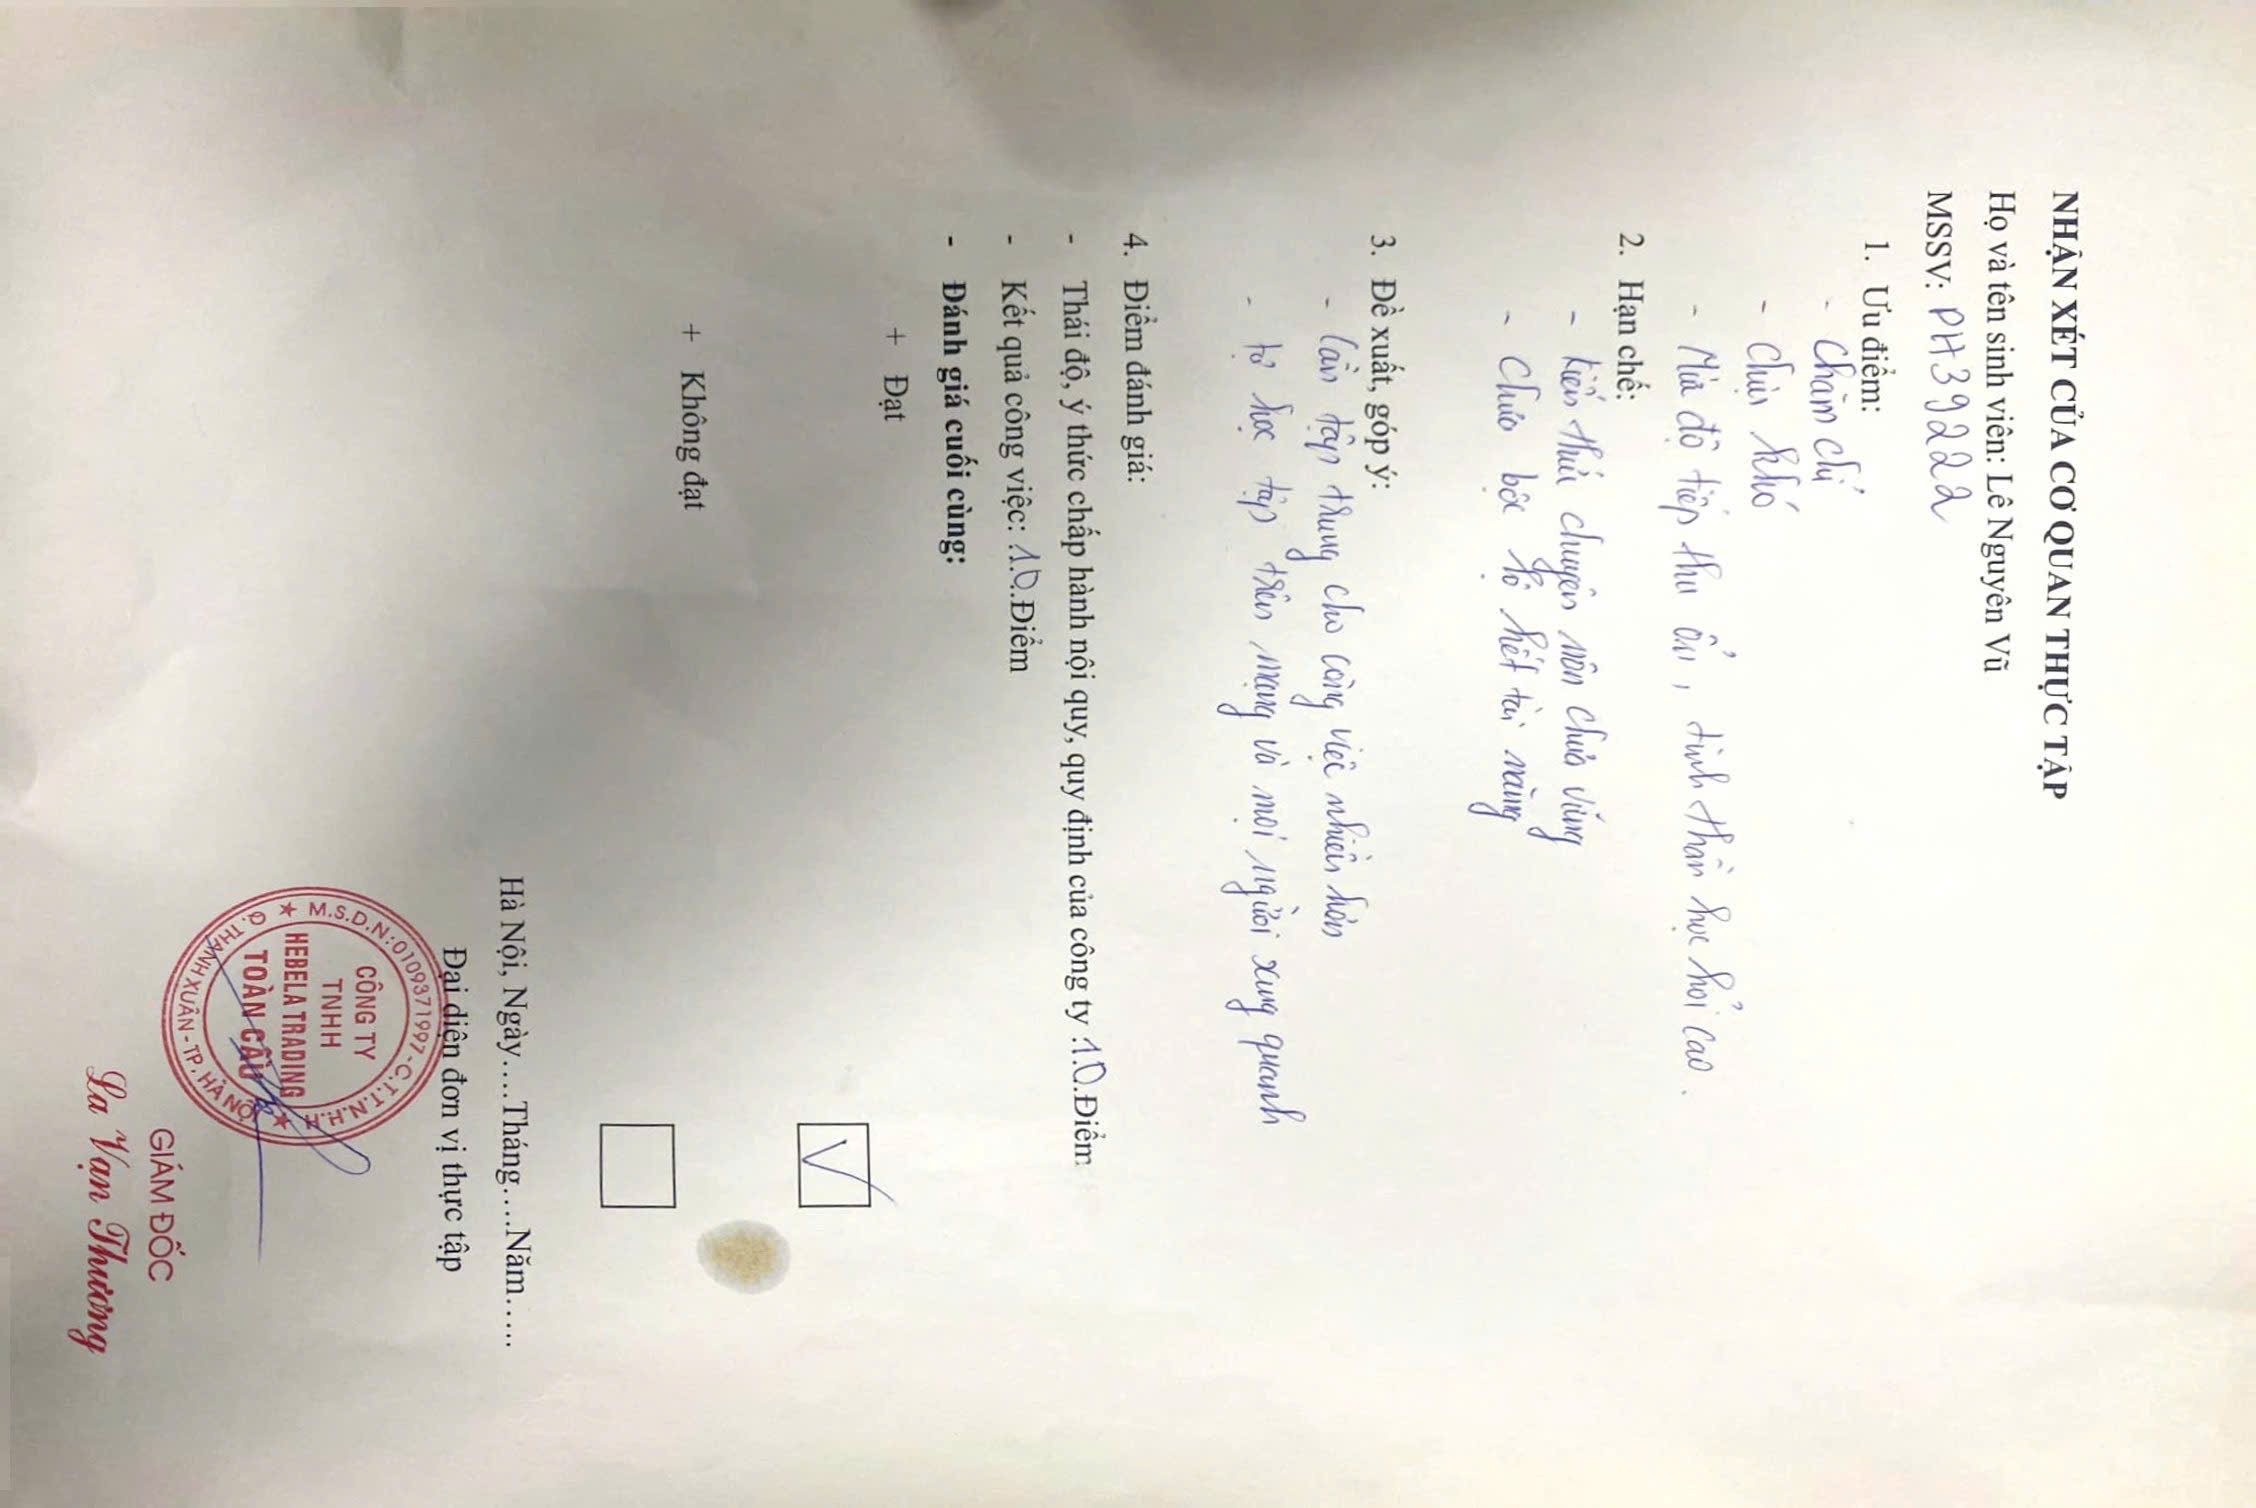 NHẬN XÉT CỦA CƠ QUAN THỰC TẬP
Họ và tên sinh viên: Lê Nguyên Vũ
MSSV: PH39222
1. Ưu điểm:
- Chăm chỉ
- Chịu khó
- Mức độ tiếp thu ổn, tinh thần học hỏi cao.
2. Hạn chế:
- Kiến thức chuyên môn chưa vững
- Chưa bộc lộ hết tài năng
3. Đề xuất, góp ý:
- Cần tập trung cho công việc nhiều hơn
- tự học tập trên mạng và mọi người xung quanh
4. Điểm đánh giá:
- Thái độ, ý thức chấp hành nội quy, quy định của công ty .10.Điểm
- Kết quả công việc: .10.Điểm
- Đánh giá cuối cùng:
+ Đạt
+ Không đạt
Hà Nội, Ngày....Tháng....Năm.....
Đại diện đơn vị thực tập
M.S.D.N:0109371997-C.T.T.N.H.H
CÔNG TY
TNHH
HEBELA TRADING
TOÀN CẦU
Q. THANH XUÂN - TP. HÀ NỘI
GIÁM ĐỐC
La Vạn Thương